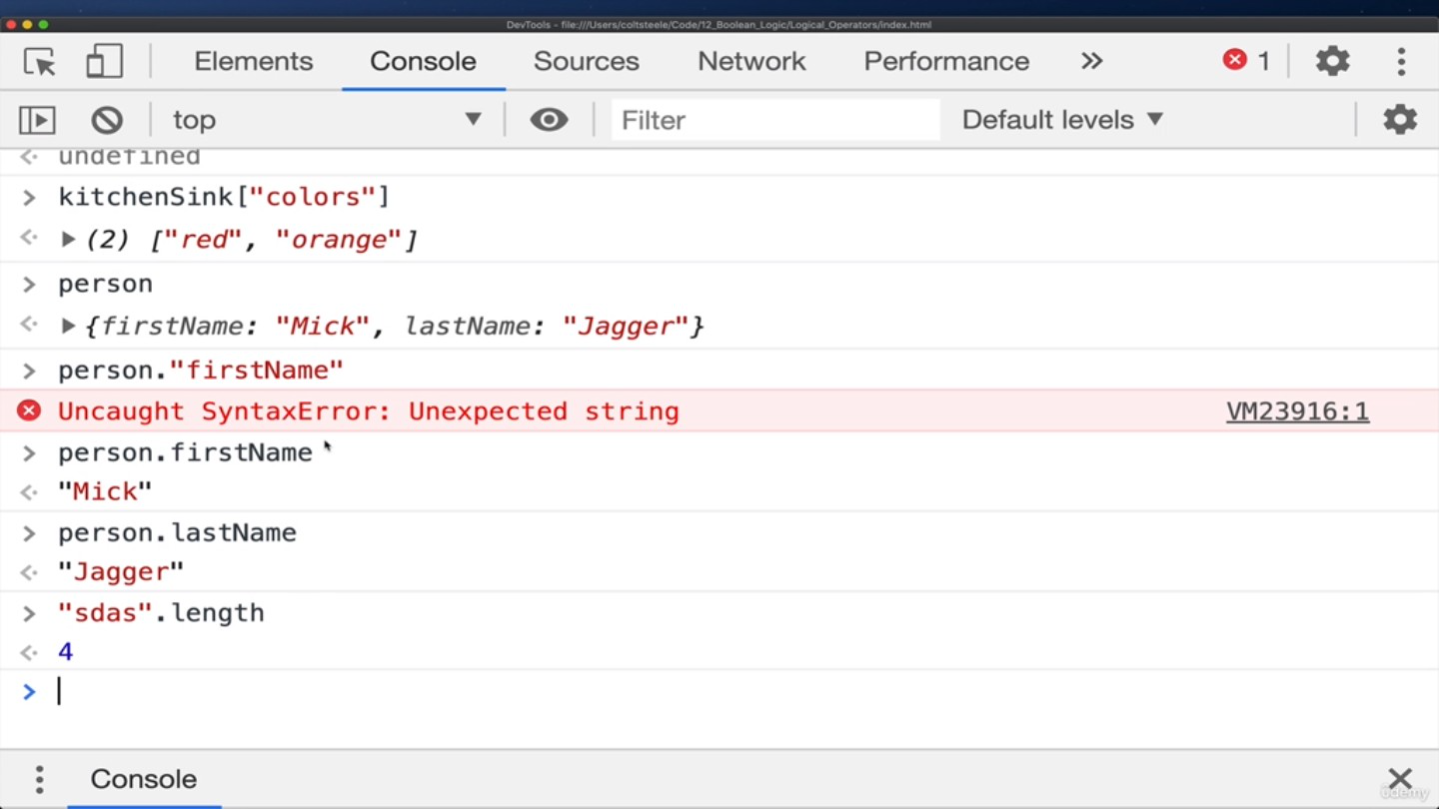 DevTools - file:///Users/coltsteele/Code/12_Boolean_Logic/Logical_Operators/index.html
Elements Console Sources Network Performance » 1
top ▼ Filter Default levels ▼
undefined
> kitchenSink["colors"]
<· ▶ (2) ["red", "orange"]
> person
<· ▶ {firstName: "Mick", lastName: "Jagger"}
> person."firstName"
Uncaught SyntaxError: Unexpected string VM23916:1
> person.firstName
<· "Mick"
> person.lastName
<· "Jagger"
> "sdas".length
<· 4
>
Console
ûdemy